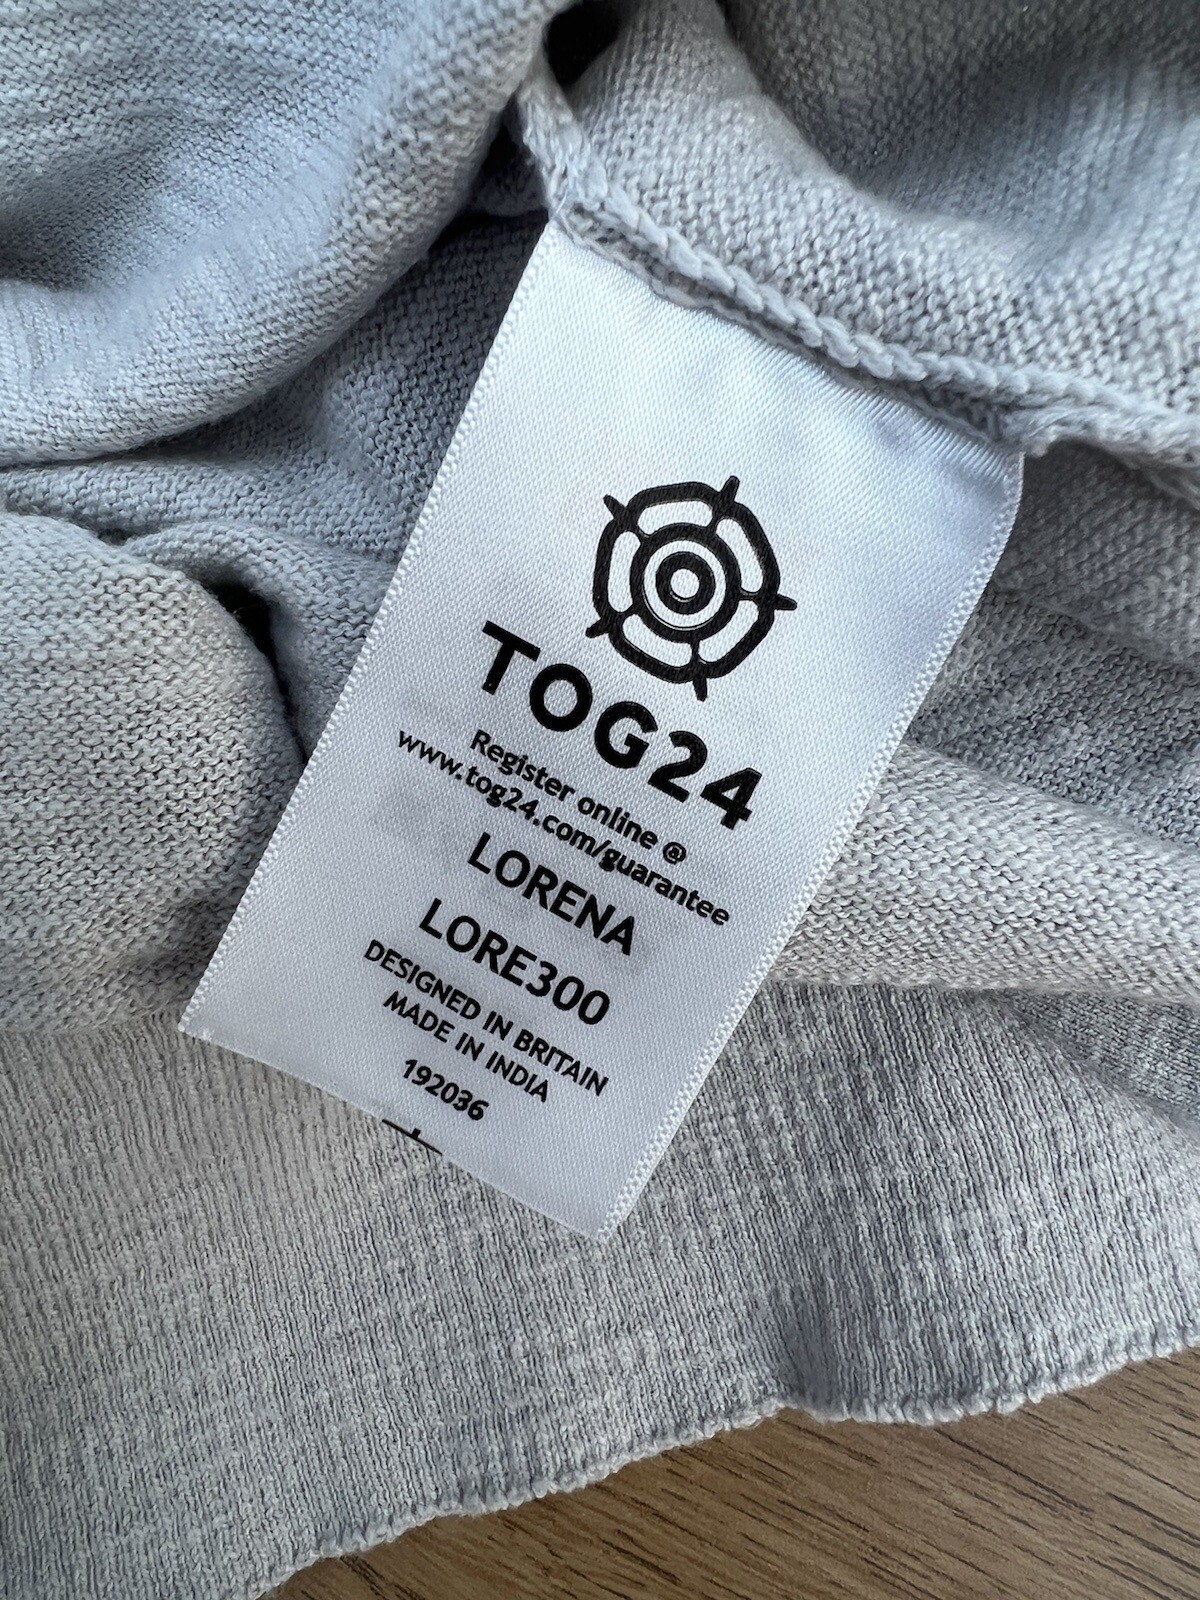 TOG24
Register online @
www.tog24.com/guarantee
LORENA
LORE300
DESIGNED IN BRITAIN
MADE IN INDIA
192036